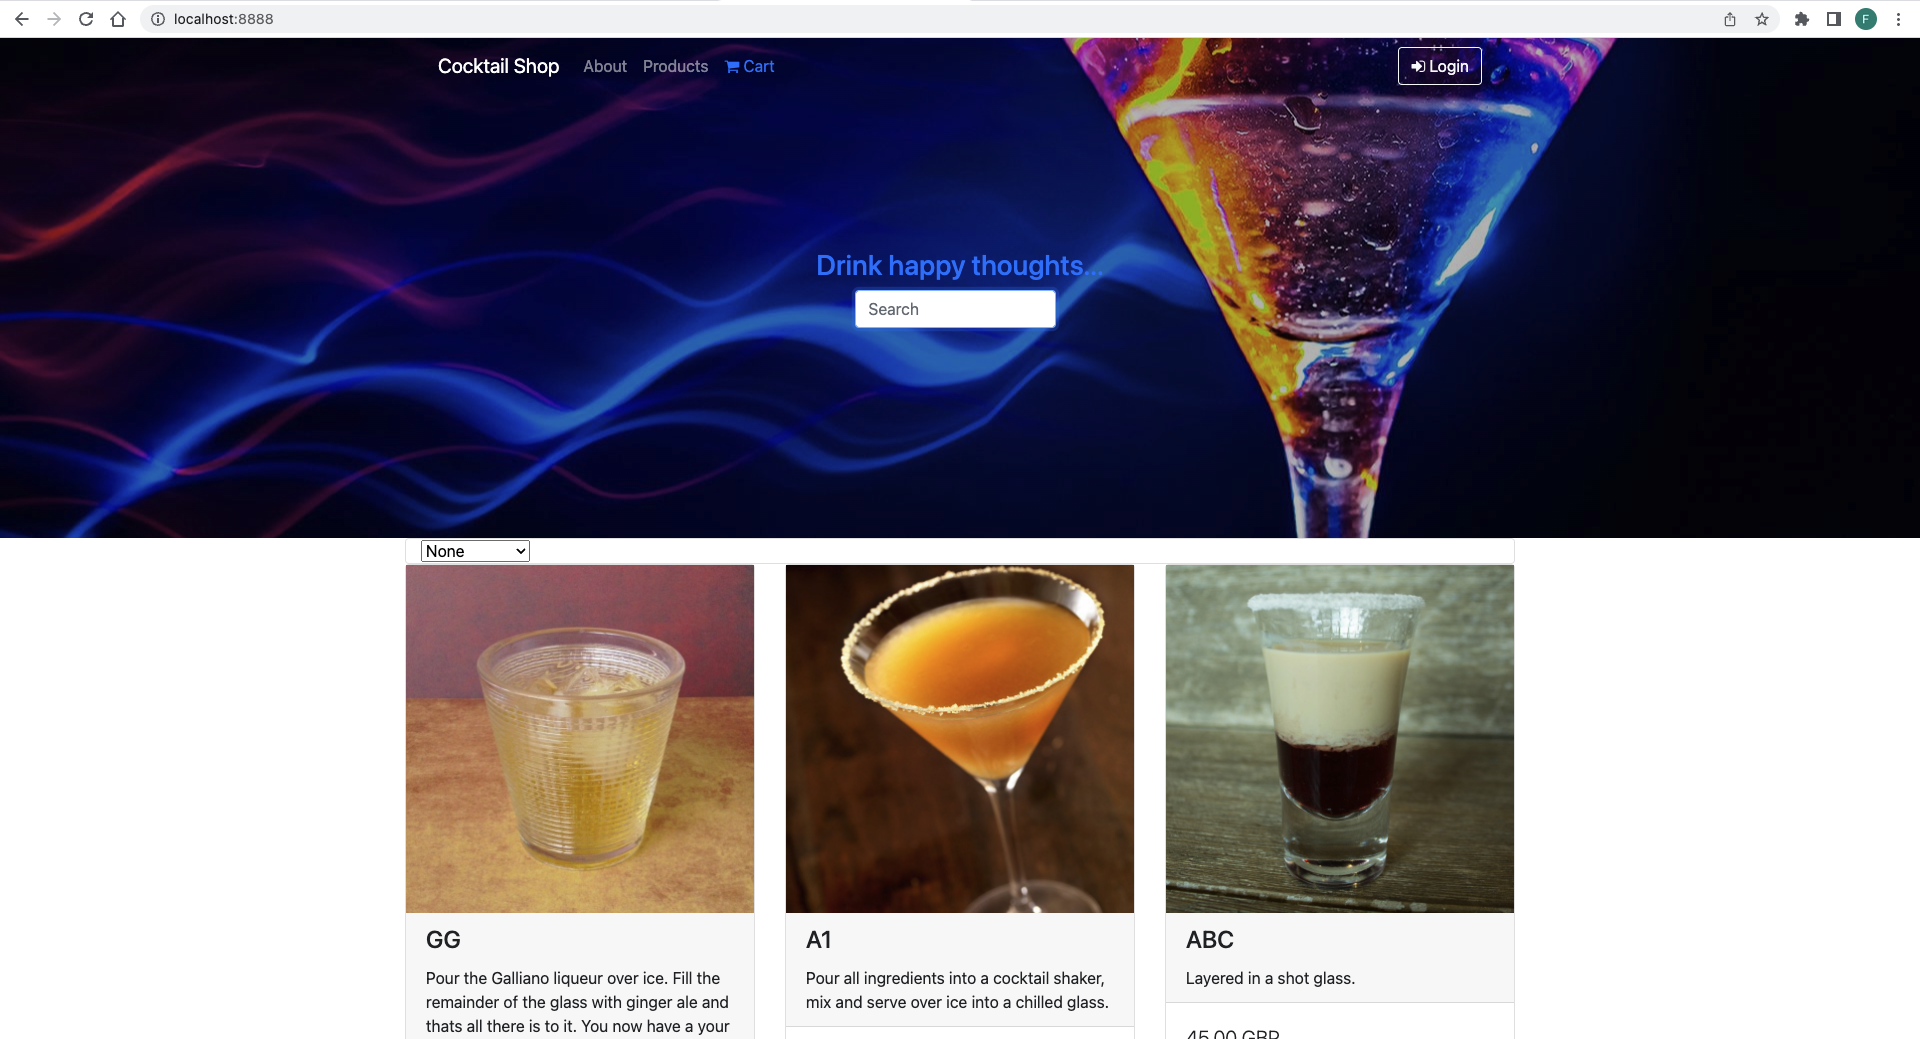 localhost:8888
F
Cocktail Shop About Products Cart Login
Drink happy thoughts...
Search
None
GG
Pour the Galliano liqueur over ice. Fill the
remainder of the glass with ginger ale and
thats all there is to it. You now have a your
A1
Pour all ingredients into a cocktail shaker,
mix and serve over ice into a chilled glass.
ABC
Layered in a shot glass.
45.00 GBP